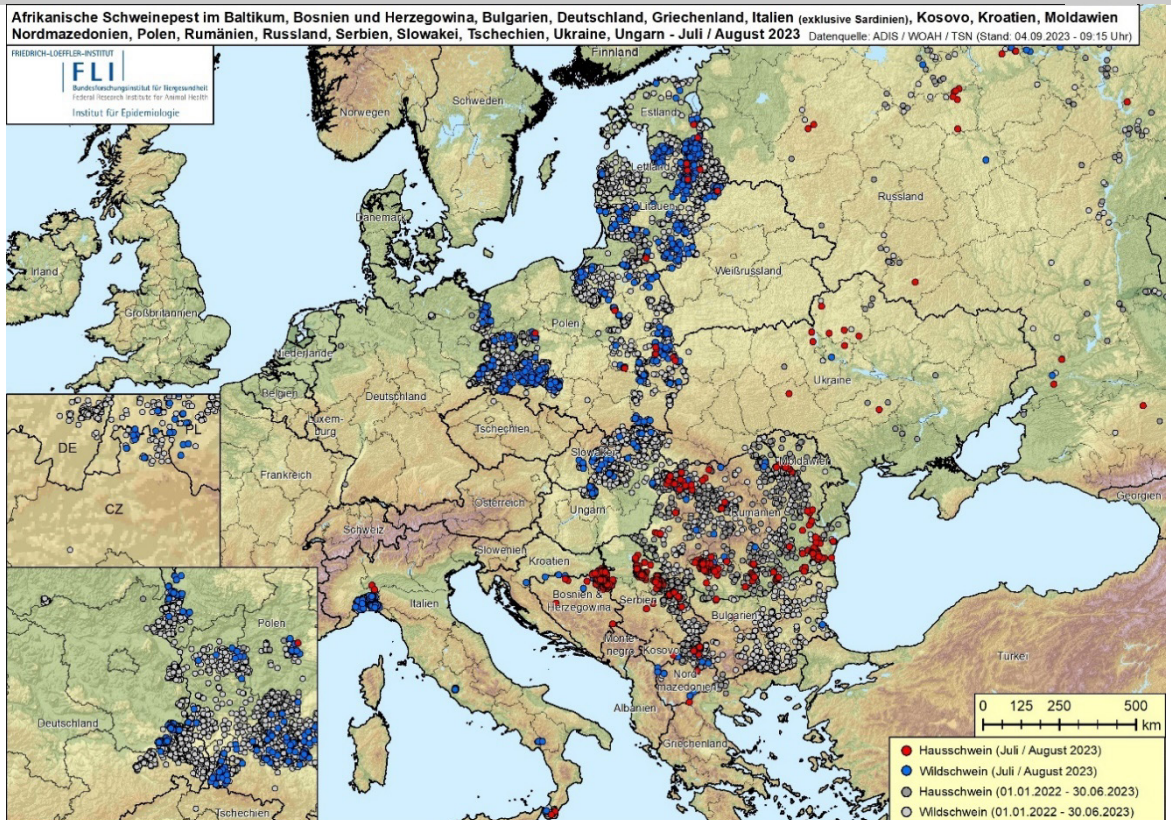 Afrikanische Schweinepest im Baltikum, Bosnien und Herzegowina, Bulgarien, Deutschland, Griechenland, Italien (exklusive Sardinien), Kosovo, Kroatien, Moldawien
Nordmazedonien, Polen, Rumänien, Russland, Serbien, Slowakei, Tschechien, Ukraine, Ungarn - Juli / August 2023 Datenquelle: ADIS / WOAH / TSN (Stand: 04.09.2023 - 09:15 Uhr)
FRIEDRICH-LOEFFLER-INSTITUT
FLI
Bundesforschungsinstitut für Tiergesundheit
Federal Research Institute for Animal Health
Institut für Epidemiologie
Finnland
Norwegen
Schweden
Estland
Lettland
Russland
Litauen
Dänemark
Irland
Großbritannien
Weißrussland
Polen
Niederlande
Belgien
Deutschland
Ukraine
Luxem-
burg
Tschechien
DE
CZ
Slowakei
Frankreich
Moldawien
Österreich
Ungarn
Rumänien
Georgien
Schweiz
Slowenien
Kroatien
Italien
Bosnien &
Herzegowina
Serbien
Bulgarien
Polen
Monte-
negro
Kosovo
Nord
mazedonien
Türkei
Deutschland
Albanien
Griechenland
Tschechien
0 125 250 500
km
Hausschwein (Juli / August 2023)
Wildschwein (Juli / August 2023)
Hausschwein (01.01.2022 - 30.06.2023)
Wildschwein (01.01.2022 - 30.06.2023)